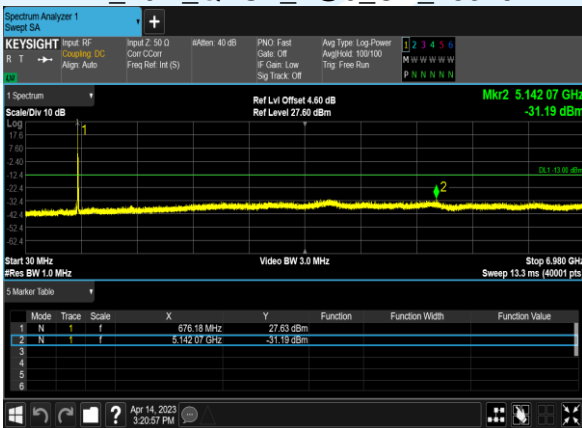 Spectrum Analyzer 1
Swept SA
+
KEYSIGHT Input: RF Input Z: 50 Ω #Atten: 40 dB PNO: Fast Avg Type: Log-Power 1 2 3 4 5 6
R T Coupling: DC Corr CCorr Gate: Off Avg|Hold: 100/100 M W W W W W
Align: Auto Freq Ref: Int (S) IF Gain: Low Trig: Free Run
Sig Track: Off P N N N N N
LW
1 Spectrum Ref Lvl Offset 4.60 dB Mkr2 5.142 07 GHz
Scale/Div 10 dB Ref Level 27.60 dBm -31.19 dBm
Log
17.6
7.60
-2.40
-12.4
-22.4
-32.4
-42.4
-52.4
-62.4
1
DL1 -13.00 dBm
2
Start 30 MHz Video BW 3.0 MHz Stop 6.980 GHz
#Res BW 1.0 MHz Sweep 13.3 ms (40001 pts
5 Marker Table
Mode Trace Scale X Y Function Function Width Function Value
1 N 1 f 676.18 MHz 27.63 dBm
2 N 1 f 5.142 07 GHz -31.19 dBm
3
4
5
6
? Apr 14, 2023
3:20:57 PM